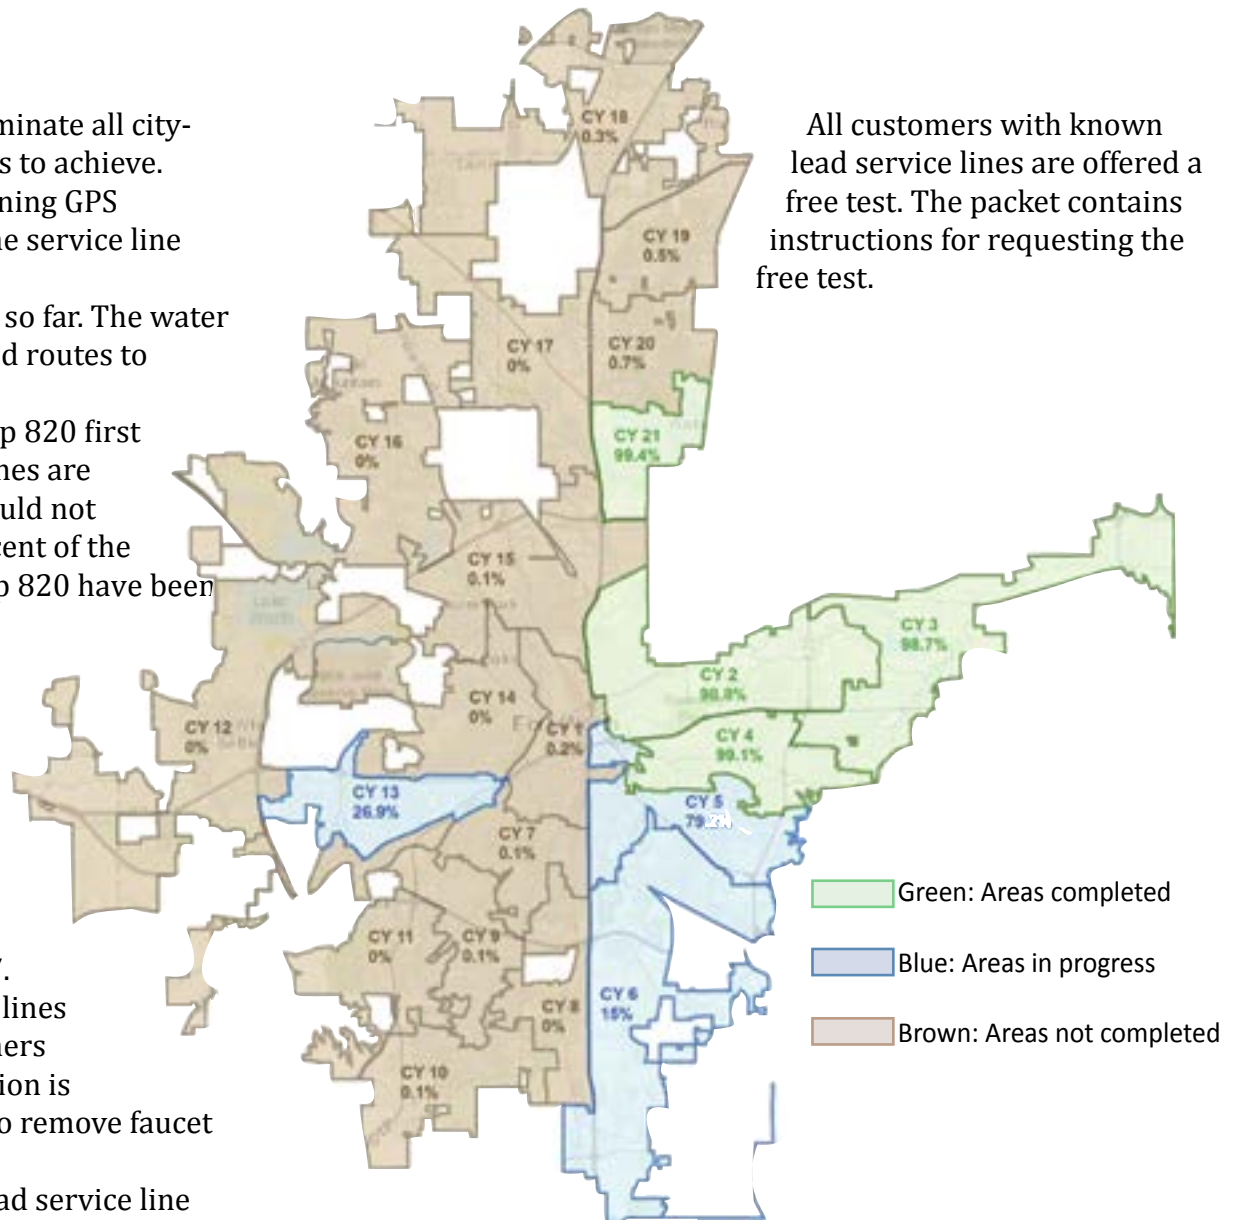 minate all city-
s to achieve.
ning GPS
ne service line
so far. The water
d routes to
p 820 first
nes are
uld not
cent of the
p 820 have been
.
lines
ners
ion is
o remove faucet
ad service line
All customers with known
lead service lines are offered a
free test. The packet contains
instructions for requesting the
free test.
CY 18
0.3%
CY 19
0.5%
CY 17
0%
CY 20
0.7%
CY 16
0%
CY 21
99.4%
CY 15
0.1%
CY 3
98.7%
CY 2
CY 14
0%
CY 12
0%
CY 1
0.2%
CY 4
99.1%
CY 13
26.9%
CY 5
CY 7
0.1%
CY 11
0%
CY 9
0.1%
CY 8
0%
CY 6
15%
CY 10
0.1%
Green: Areas completed
Blue: Areas in progress
Brown: Areas not completed